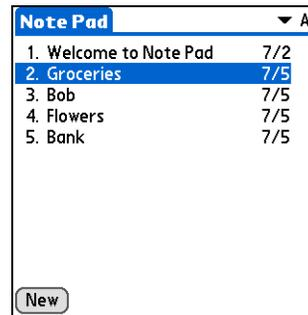 Note Pad A
1. Welcome to Note Pad 7/2
2. Groceries 7/5
3. Bob 7/5
4. Flowers 7/5
5. Bank 7/5
New